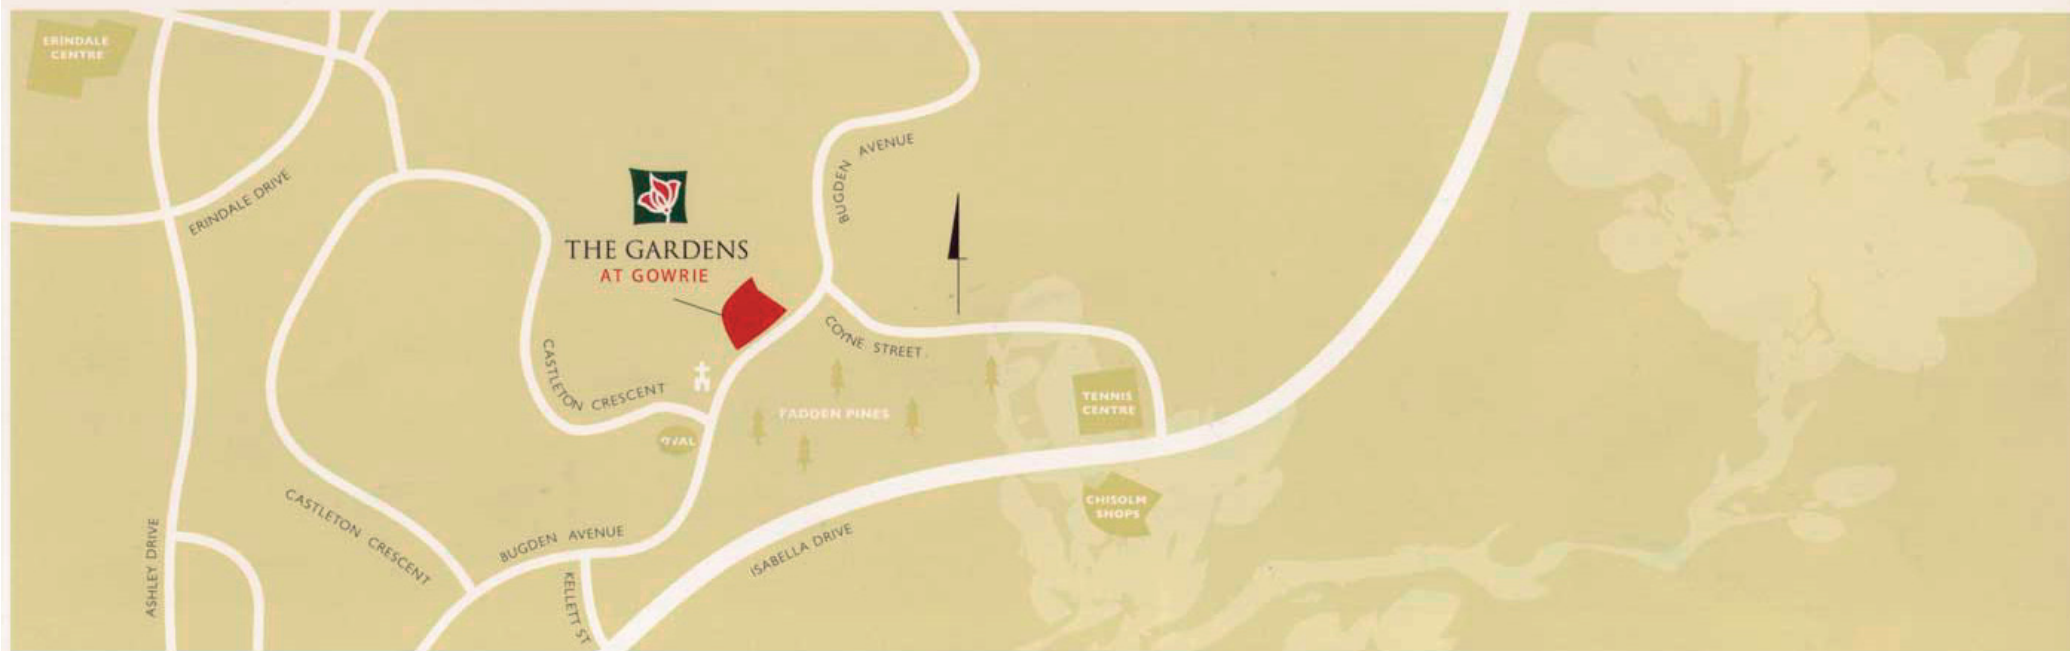 ERINDALE
CENTRE
BUGDEN AVENUE
ERINDALE DRIVE
THE GARDENS
AT GOWRIE
COYNE STREET
CASTLETON CRESCENT
TENNIS
CENTRE
FADDEN PINES
OVAL
CHISOLM
SHOPS
CASTLETON CRESCENT
BUGDEN AVENUE
ISABELLA DRIVE
ASHLEY DRIVE
KELLETT ST